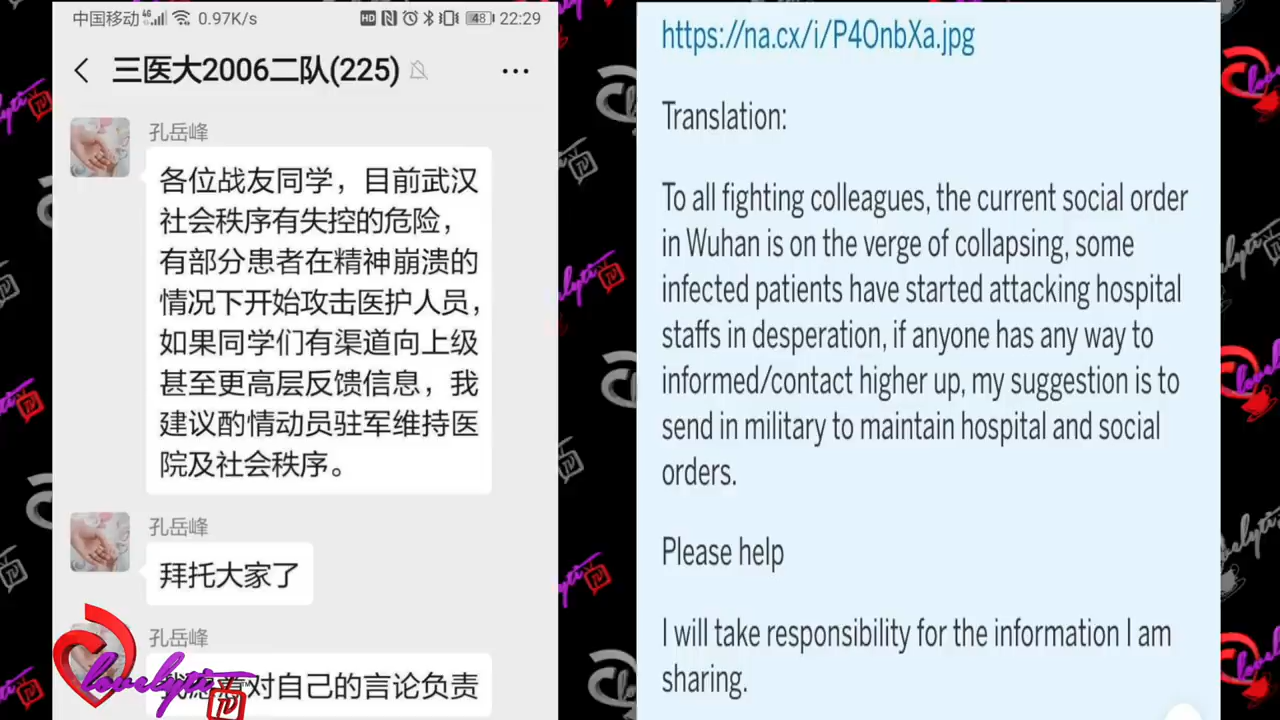 中国移动 46 0.97K/s HD 48 22:29
三医大2006二队(225)
孔岳峰
各位战友同学，目前武汉
社会秩序有失控的危险，
有部分患者在精神崩溃的
情况下开始攻击医护人员，
如果同学们有渠道向上级
甚至更高层反馈信息，我
建议酌情动员驻军维持医
院及社会秩序。
孔岳峰
拜托大家了
孔岳峰
对自己的言论负责
lovelyti TV
https://na.cx/i/P4OnbXa.jpg
Translation:
To all fighting colleagues, the current social order
in Wuhan is on the verge of collapsing, some
infected patients have started attacking hospital
staffs in desperation, if anyone has any way to
informed/contact higher up, my suggestion is to
send in military to maintain hospital and social
orders.
Please help
I will take responsibility for the information I am
sharing.